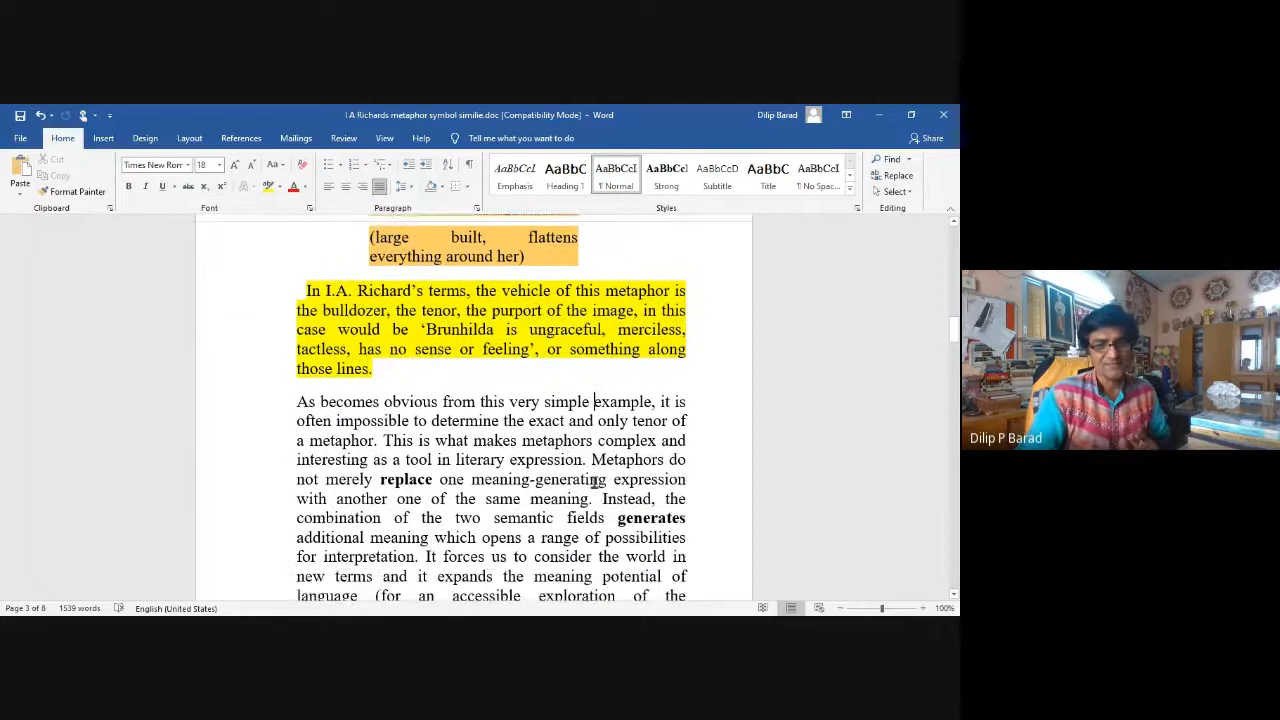 I A Richards metaphor symbol similie.doc [Compatibility Mode] - Word
Dilip Barad
File Home Insert Design Layout References Mailings Review View Help Tell me what you want to do Share
Paste
Cut
Copy
Format Painter
Clipboard
Times New Rom 18
Aa
B I U abc x₂ x² A
Font
Paragraph
AaBbCcI AaBbC AaBbCcI AaBbCcI AaBbCcD AaBbC AaBbCcI
Emphasis Heading 1 ¶ Normal Strong Subtitle Title ¶ No Spac...
Styles
Find
Replace
Select
Editing
(large built, flattens
everything around her)
In I.A. Richard’s terms, the vehicle of this metaphor is
the bulldozer, the tenor, the purport of the image, in this
case would be ‘Brunhilda is ungraceful, merciless,
tactless, has no sense or feeling’, or something along
those lines.
As becomes obvious from this very simple example, it is
often impossible to determine the exact and only tenor of
a metaphor. This is what makes metaphors complex and
interesting as a tool in literary expression. Metaphors do
not merely replace one meaning-generating expression
with another one of the same meaning. Instead, the
combination of the two semantic fields generates
additional meaning which opens a range of possibilities
for interpretation. It forces us to consider the world in
new terms and it expands the meaning potential of
language (for an accessible exploration of the
Page 3 of 8 1539 words English (United States) 100%
Dilip P Barad